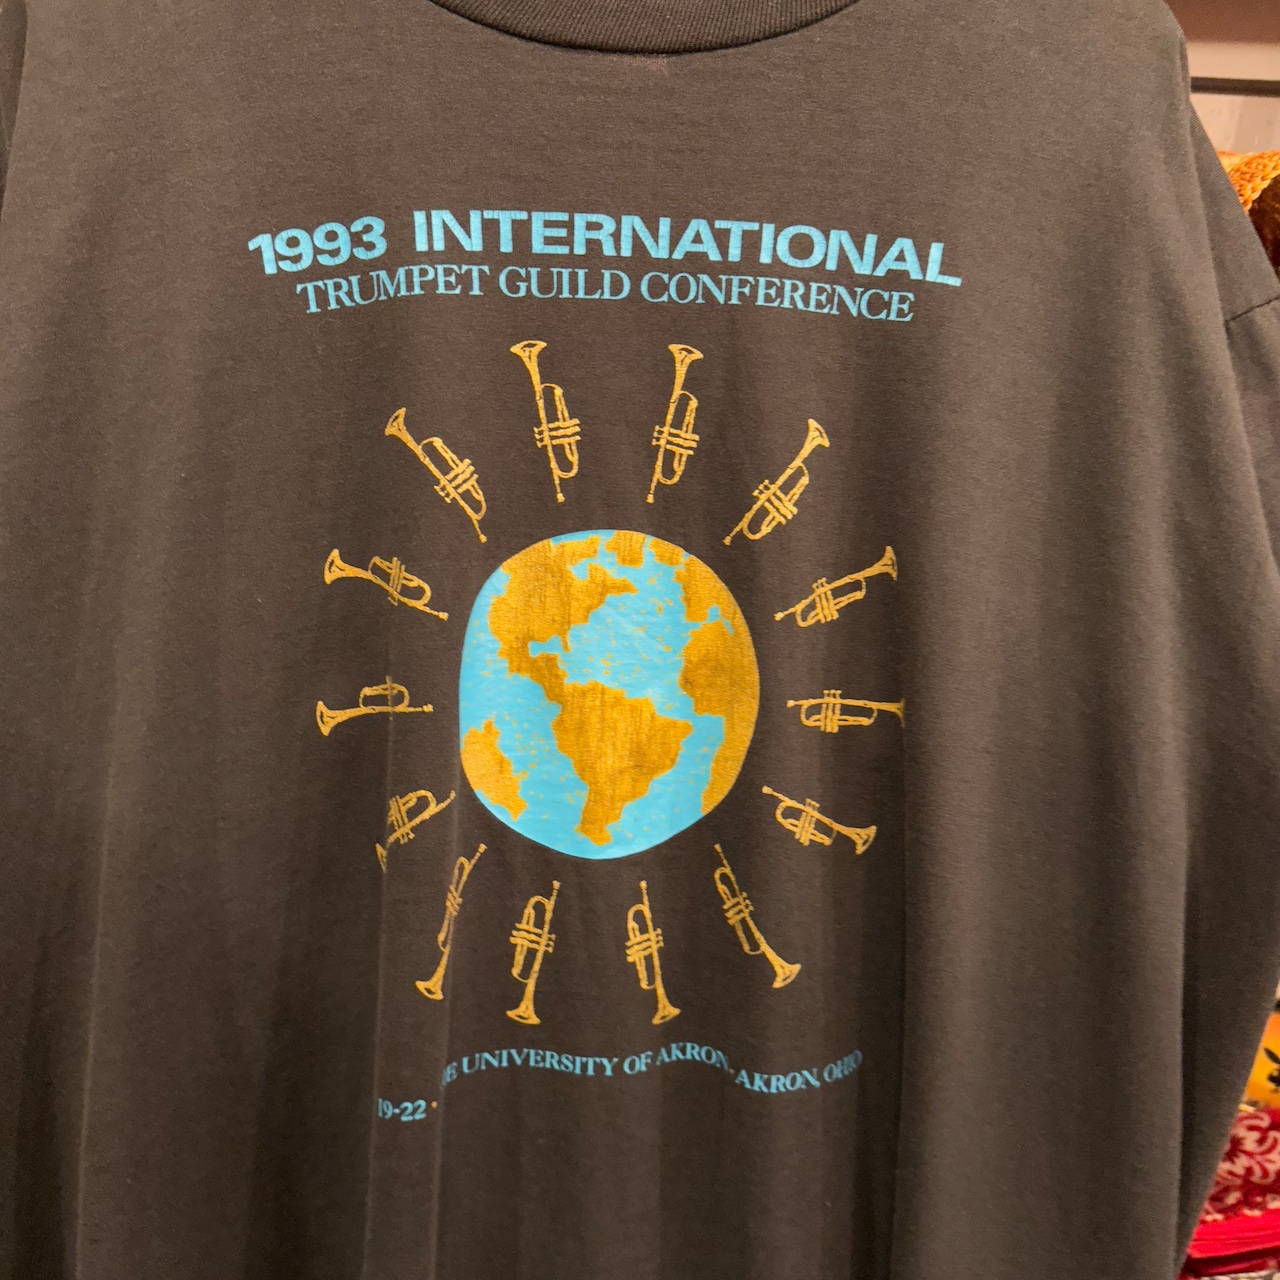 1993 INTERNATIONAL
TRUMPET GUILD CONFERENCE
19-22 • UNIVERSITY OF AKRON, AKRON, OHIO